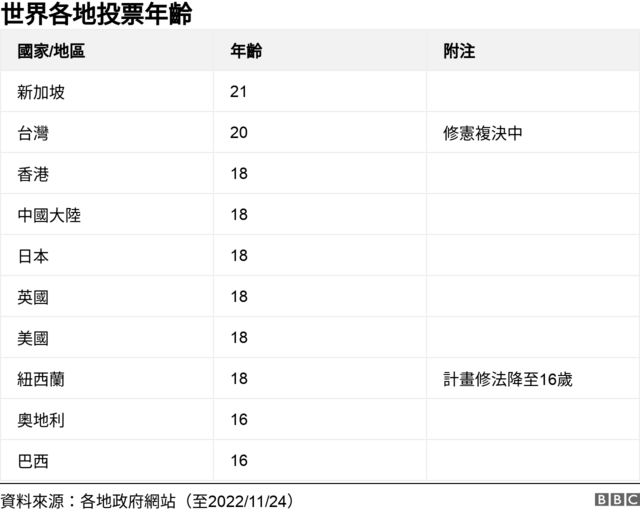 世界各地投票年齡
國家/地區 年齡 附注
新加坡 21
台灣 20 修憲複決中
香港 18
中國大陸 18
日本 18
英國 18
美國 18
紐西蘭 18 計畫修法降至16歲
奧地利 16
巴西 16
資料來源：各地政府網站（至2022/11/24） BBC